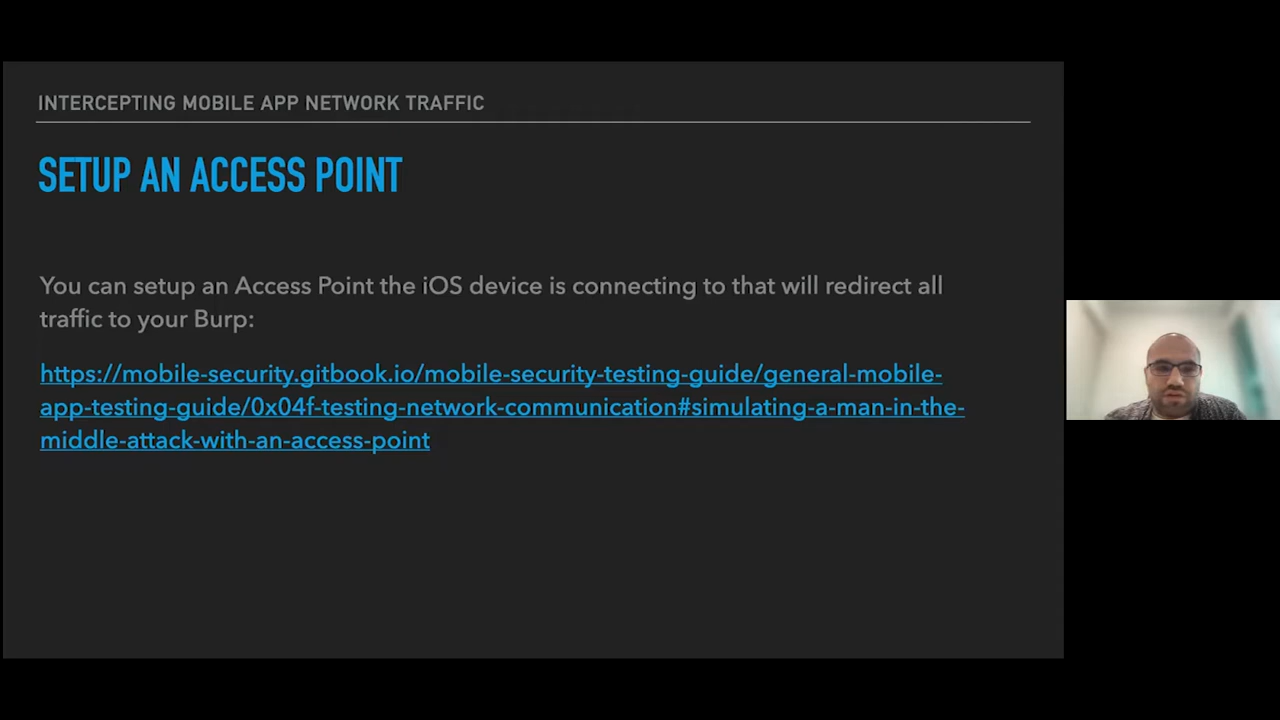 INTERCEPTING MOBILE APP NETWORK TRAFFIC
SETUP AN ACCESS POINT
You can setup an Access Point the iOS device is connecting to that will redirect all
traffic to your Burp:
https://mobile-security.gitbook.io/mobile-security-testing-guide/general-mobile-
app-testing-guide/0x04f-testing-network-communication#simulating-a-man-in-the-
middle-attack-with-an-access-point